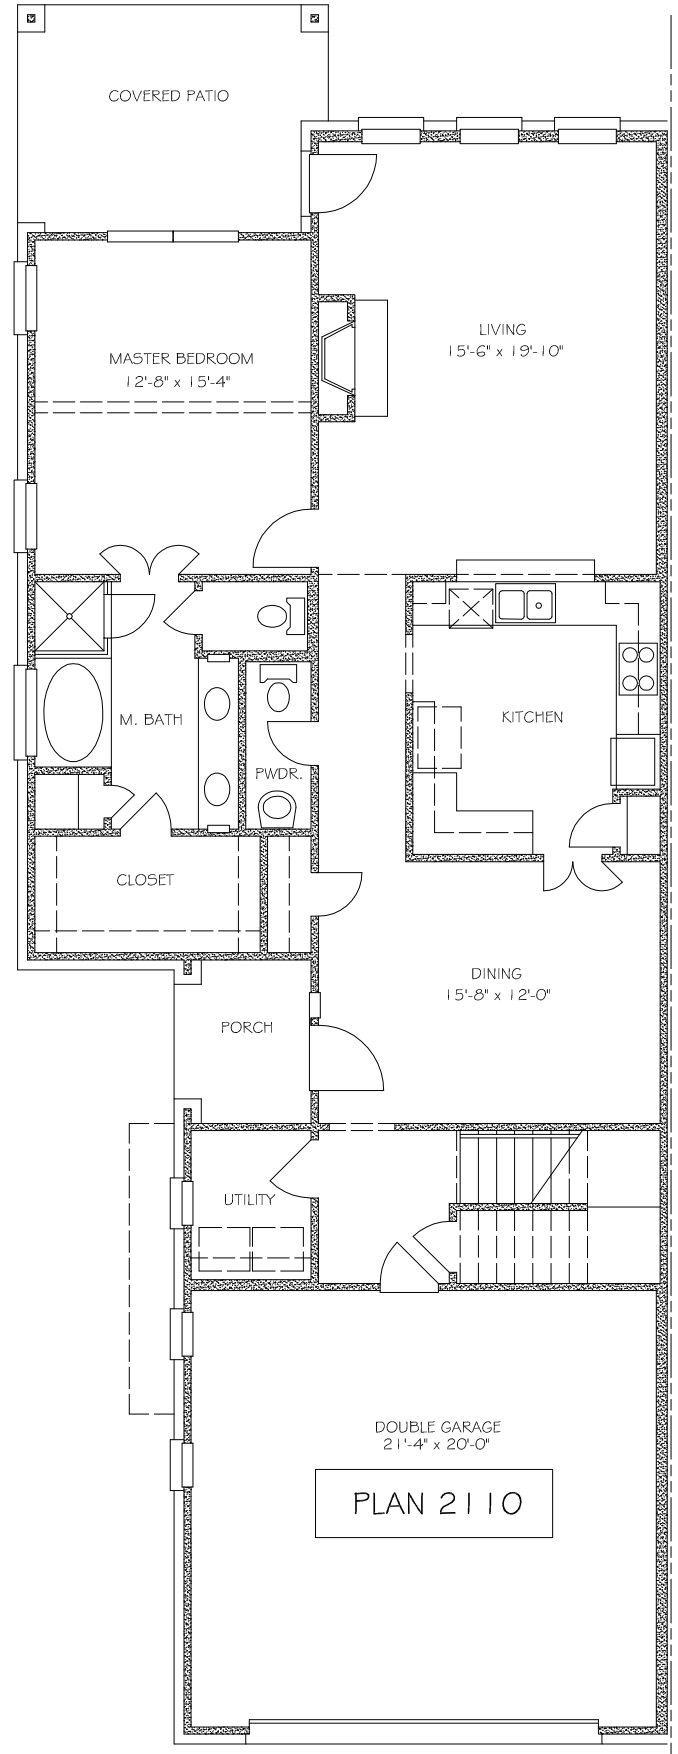 COVERED PATIO
LIVING
15'-6" x 19'-10"
MASTER BEDROOM
12'-8" x 15'-4"
M. BATH
KITCHEN
PWDR.
CLOSET
DINING
15'-8" x 12'-0"
PORCH
UTILITY
DOUBLE GARAGE
21'-4" x 20'-0"
PLAN 2110